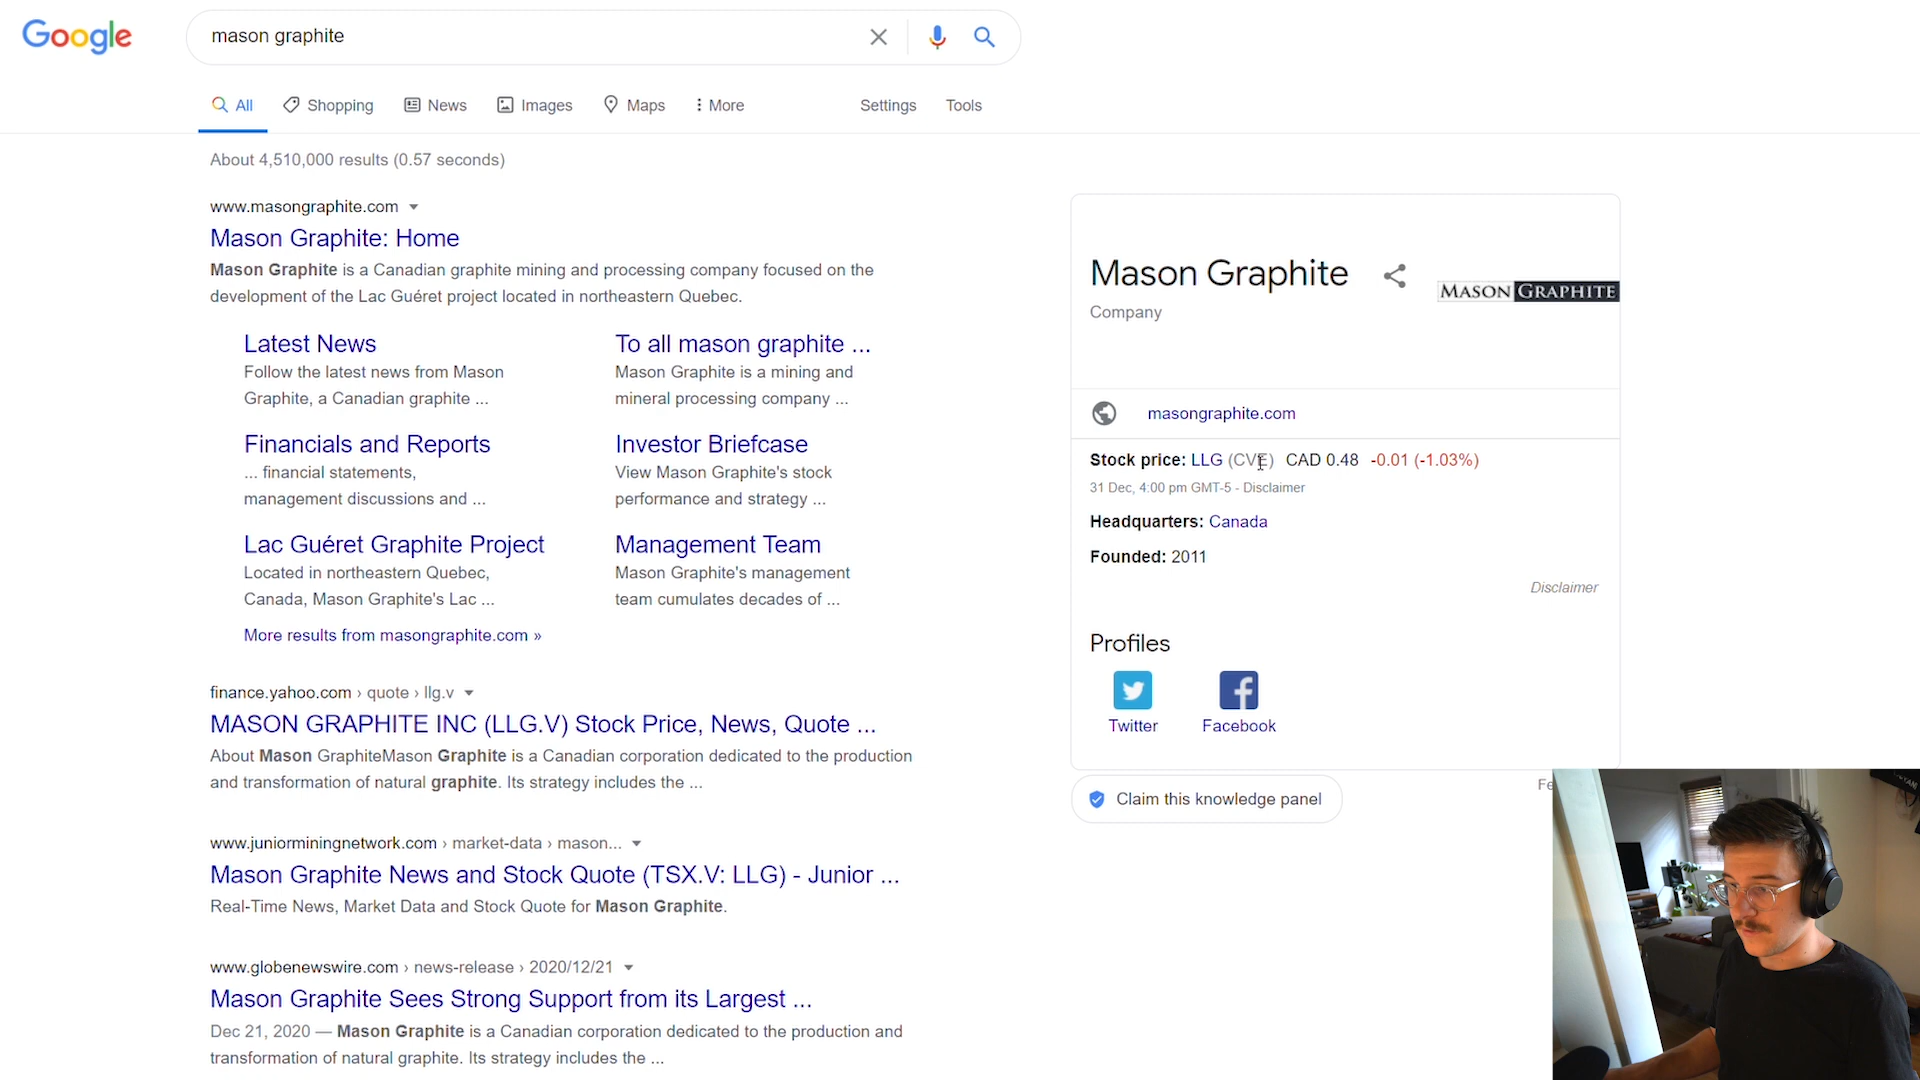 Google
mason graphite
All
Shopping
News
Images
Maps
More
Settings
Tools
About 4,510,000 results (0.57 seconds)
www.masongraphite.com
Mason Graphite: Home
Mason Graphite is a Canadian graphite mining and processing company focused on the
development of the Lac Guéret project located in northeastern Quebec.
Latest News
Follow the latest news from Mason
Graphite, a Canadian graphite ...
To all mason graphite ...
Mason Graphite is a mining and
mineral processing company ...
Financials and Reports
... financial statements,
management discussions and ...
Investor Briefcase
View Mason Graphite's stock
performance and strategy ...
Lac Guéret Graphite Project
Located in northeastern Quebec,
Canada, Mason Graphite's Lac ...
Management Team
Mason Graphite's management
team cumulates decades of ...
More results from masongraphite.com »
finance.yahoo.com › quote › llg.v
MASON GRAPHITE INC (LLG.V) Stock Price, News, Quote ...
About Mason GraphiteMason Graphite is a Canadian corporation dedicated to the production
and transformation of natural graphite. Its strategy includes the ...
www.juniorminingnetwork.com › market-data › mason...
Mason Graphite News and Stock Quote (TSX.V: LLG) - Junior ...
Real-Time News, Market Data and Stock Quote for Mason Graphite.
www.globenewswire.com › news-release › 2020/12/21
Mason Graphite Sees Strong Support from its Largest ...
Dec 21, 2020 — Mason Graphite is a Canadian corporation dedicated to the production and
transformation of natural graphite. Its strategy includes the ...
Mason Graphite
Company
MASON GRAPHITE
masongraphite.com
Stock price: LLG (CVE) CAD 0.48 -0.01 (-1.03%)
31 Dec, 4:00 pm GMT-5 - Disclaimer
Headquarters: Canada
Founded: 2011
Disclaimer
Profiles
Twitter
Facebook
Claim this knowledge panel